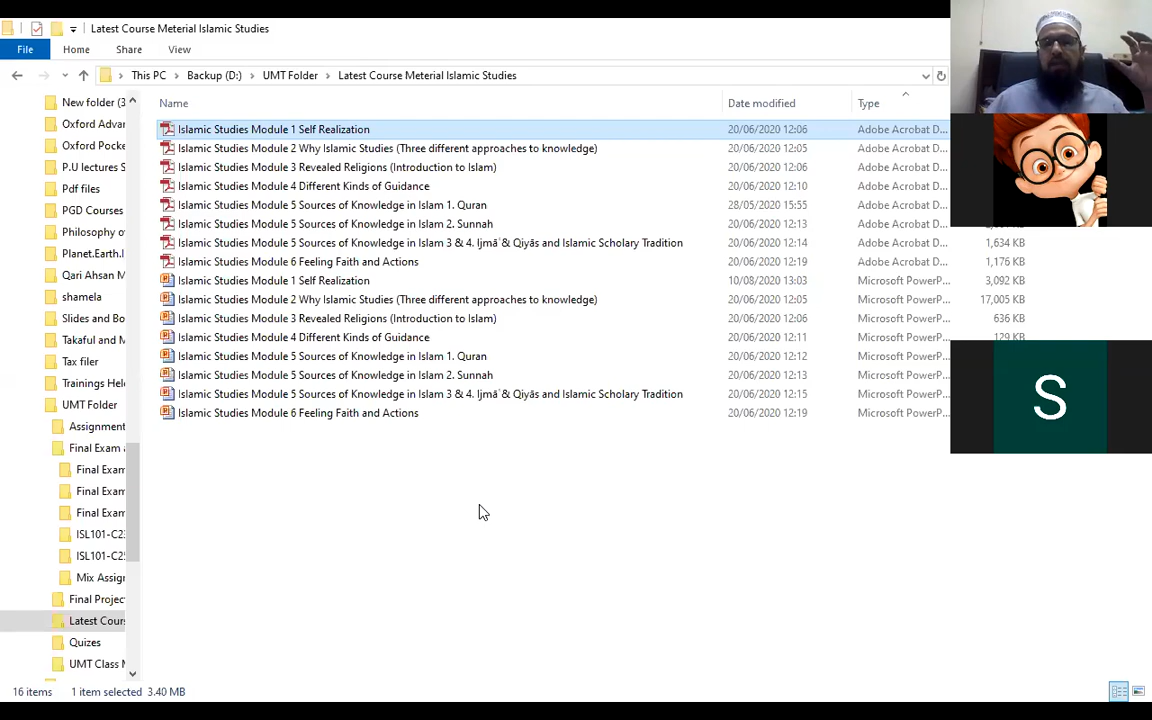 Latest Course Meterial Islamic Studies
File Home Share View
This PC > Backup (D:) > UMT Folder > Latest Course Meterial Islamic Studies
Name Date modified Type
New folder (3
Oxford Advar
Oxford Pocke
P.U lectures S
Pdf files
PGD Courses
Philosophy o
Planet.Earth.I
Qari Ahsan M
shamela
Slides and Bo
Takaful and M
Tax filer
Trainings Hel
UMT Folder
Assignment
Final Exam a
Final Exam
Final Exam
Final Exam
ISL101-C2
ISL101-C2
Mix Assig
Final Projec
Latest Cours
Quizes
UMT Class M
Islamic Studies Module 1 Self Realization 20/06/2020 12:06 Adobe Acrobat D...
Islamic Studies Module 2 Why Islamic Studies (Three different approaches to knowledge) 20/06/2020 12:05 Adobe Acrobat D...
Islamic Studies Module 3 Revealed Religions (Introduction to Islam) 20/06/2020 12:06 Adobe Acrobat D...
Islamic Studies Module 4 Different Kinds of Guidance 20/06/2020 12:10 Adobe Acrobat D...
Islamic Studies Module 5 Sources of Knowledge in Islam 1. Quran 28/05/2020 15:55 Adobe Acrobat D...
Islamic Studies Module 5 Sources of Knowledge in Islam 2. Sunnah 20/06/2020 12:13 Adobe Acrobat D...
Islamic Studies Module 5 Sources of Knowledge in Islam 3 & 4. Ijmāʿ & Qiyās and Islamic Scholary Tradition 20/06/2020 12:14 Adobe Acrobat D... 1,634 KB
Islamic Studies Module 6 Feeling Faith and Actions 20/06/2020 12:19 Adobe Acrobat D... 1,176 KB
Islamic Studies Module 1 Self Realization 10/08/2020 13:03 Microsoft PowerP... 3,092 KB
Islamic Studies Module 2 Why Islamic Studies (Three different approaches to knowledge) 20/06/2020 12:05 Microsoft PowerP... 17,005 KB
Islamic Studies Module 3 Revealed Religions (Introduction to Islam) 20/06/2020 12:06 Microsoft PowerP... 636 KB
Islamic Studies Module 4 Different Kinds of Guidance 20/06/2020 12:11 Microsoft PowerP... 129 KB
Islamic Studies Module 5 Sources of Knowledge in Islam 1. Quran 20/06/2020 12:12 Microsoft PowerP...
Islamic Studies Module 5 Sources of Knowledge in Islam 2. Sunnah 20/06/2020 12:13 Microsoft PowerP...
Islamic Studies Module 5 Sources of Knowledge in Islam 3 & 4. Ijmāʿ & Qiyās and Islamic Scholary Tradition 20/06/2020 12:15 Microsoft PowerP...
Islamic Studies Module 6 Feeling Faith and Actions 20/06/2020 12:19 Microsoft PowerP...
S
16 items 1 item selected 3.40 MB